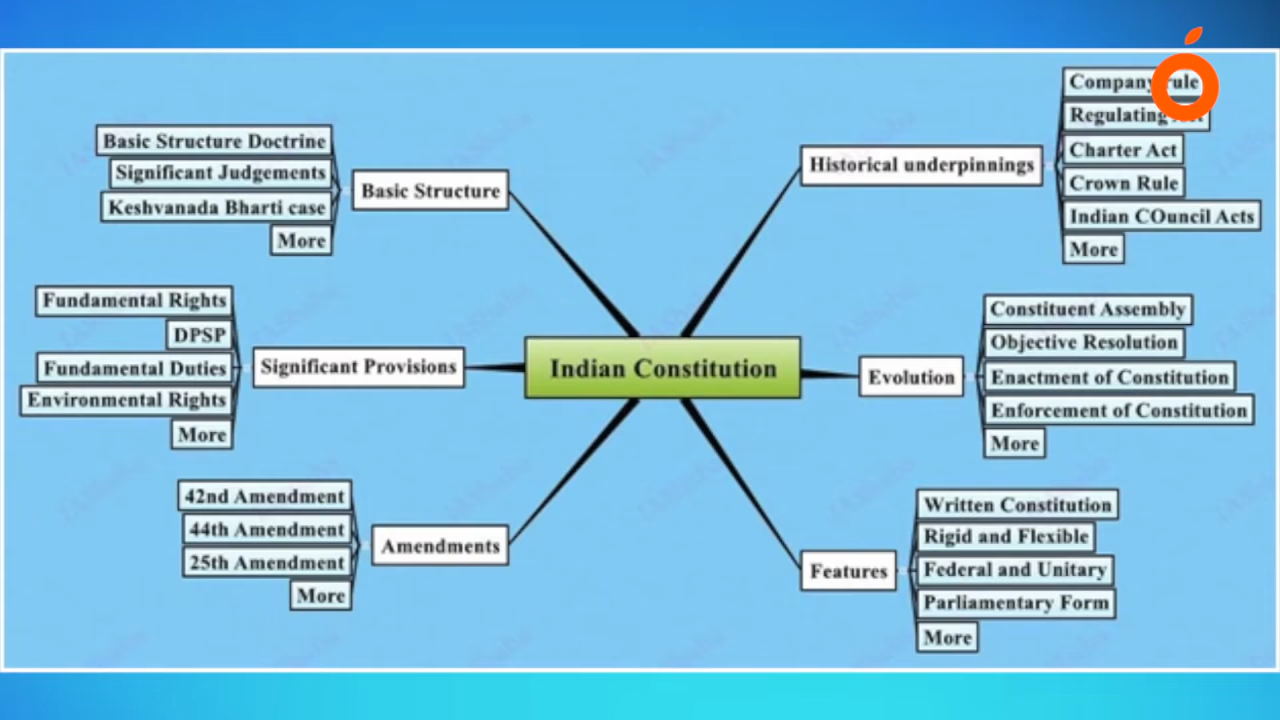 Indian Constitution
Basic Structure
Basic Structure Doctrine
Significant Judgements
Keshvanada Bharti case
More
Significant Provisions
Fundamental Rights
DPSP
Fundamental Duties
Environmental Rights
More
Amendments
42nd Amendment
44th Amendment
25th Amendment
More
Historical underpinnings
Company rule
Regulating
Charter Act
Crown Rule
Indian COuncil Acts
More
Evolution
Constituent Assembly
Objective Resolution
Enactment of Constitution
Enforcement of Constitution
More
Features
Written Constitution
Rigid and Flexible
Federal and Unitary
Parliamentary Form
More